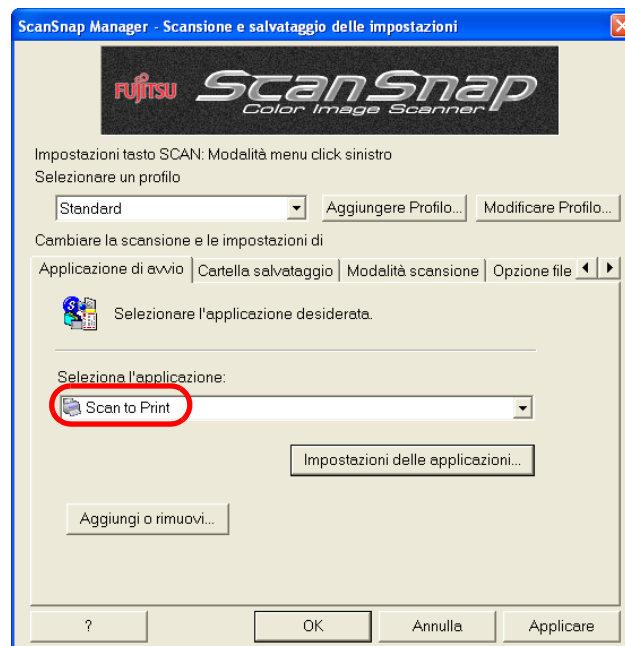 ScanSnap Manager - Scansione e salvataggio delle impostazioni
FUJITSU ScanSnap
Color Image Scanner
Impostazioni tasto SCAN: Modalità menu click sinistro
Selezionare un profilo
Standard Aggiungere Profilo... Modificare Profilo...
Cambiare la scansione e le impostazioni di
Applicazione di avvio Cartella salvataggio Modalità scansione Opzione file
Selezionare l'applicazione desiderata.
Seleziona l'applicazione:
Scan to Print
Impostazioni delle applicazioni...
Aggiungi o rimuovi...
? OK Annulla Applicare